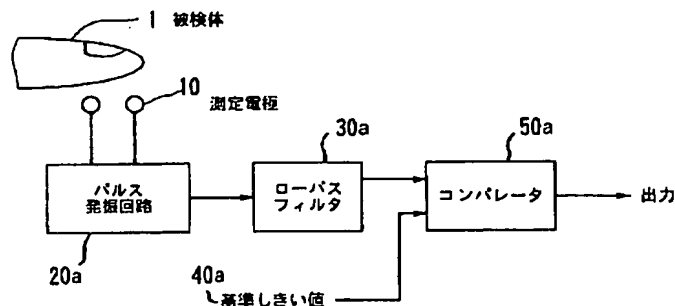 1 被検体
10 測定電極
30a
50a
パルス
発振回路
ローパス
フィルタ
コンパレータ
出力
20a
40a
基準しきい値